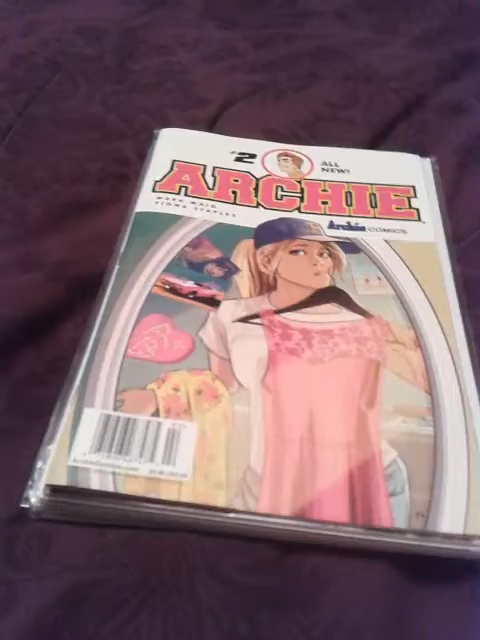 #2
ALL
NEW!
ARCHIE
MARK WAID
FIONA STAPLES
Archie COMICS